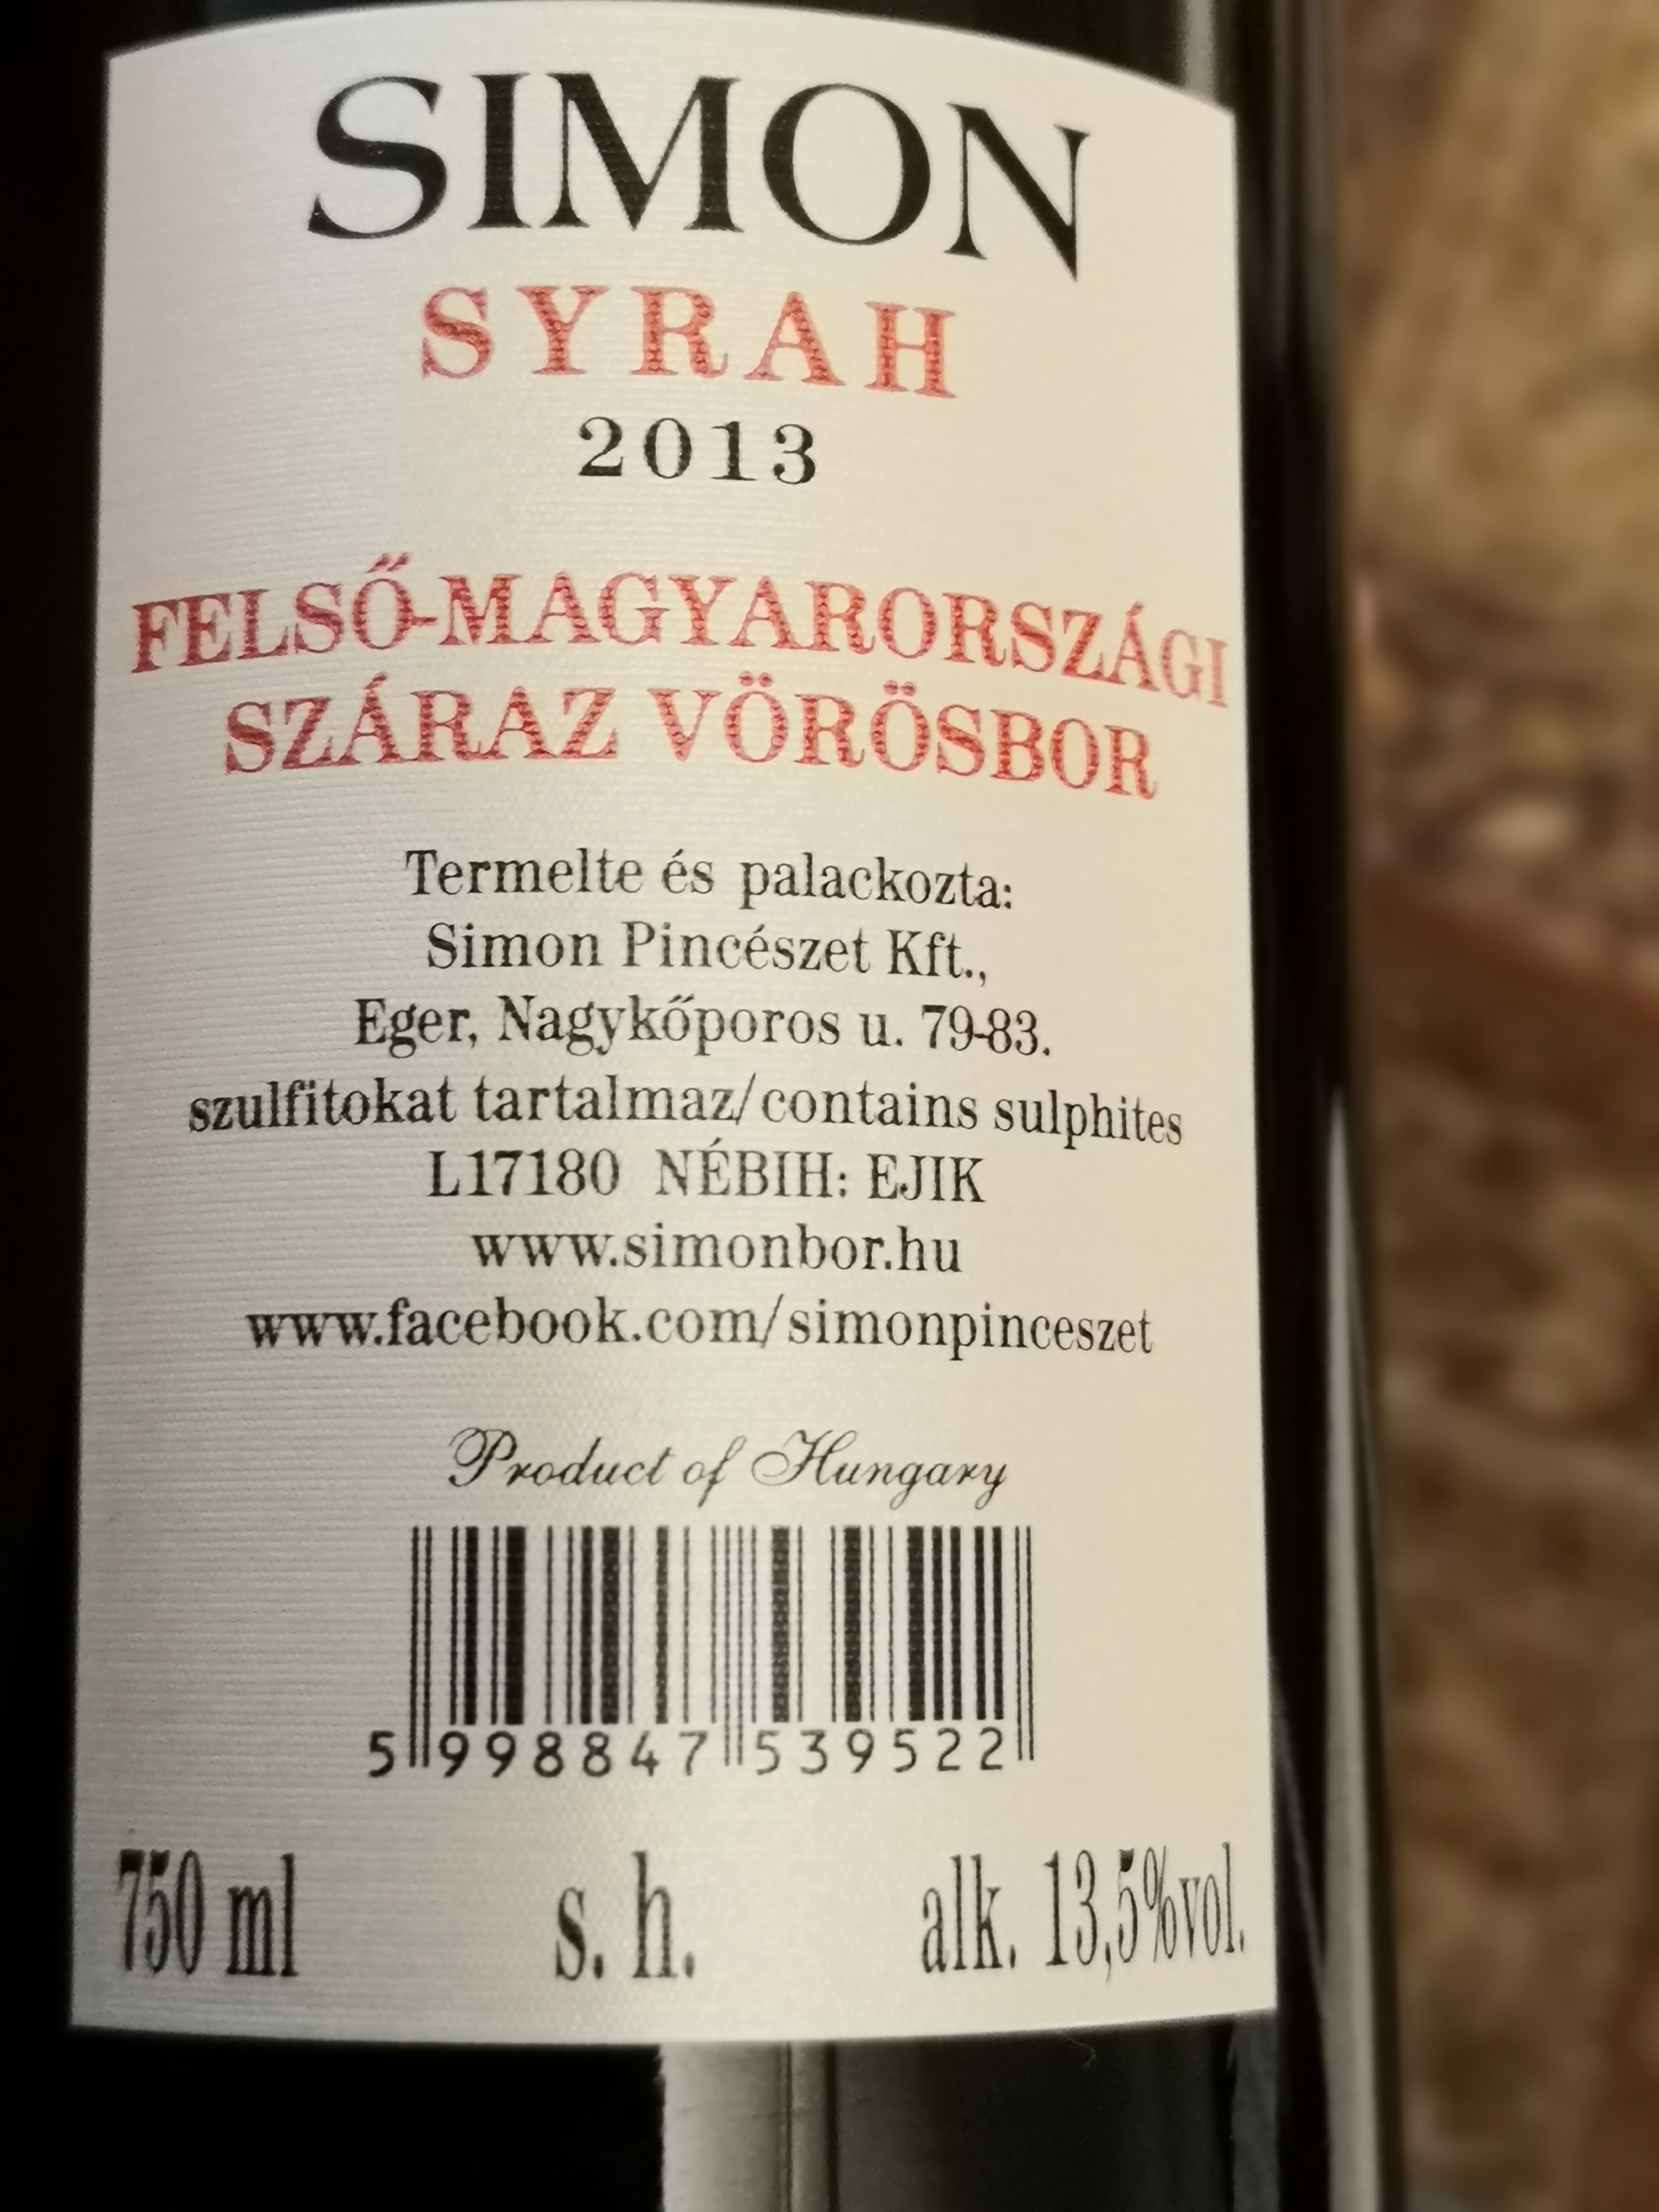 SIMON
SYRAH
2013
FELSŐ-MAGYARORSZÁGI
SZÁRAZ VÖRÖSBOR
Termelte és palackozta:
Simon Pincészet Kft.,
Eger, Nagykőporos u. 79-83.
szulfitokat tartalmaz/contains sulphites
L17180 NÉBIH: EJIK
www.simonbor.hu
www.facebook.com/simonpinceszet
Product of Hungary
5 998847 539522
750 ml s. h. alk. 13,5%vol.